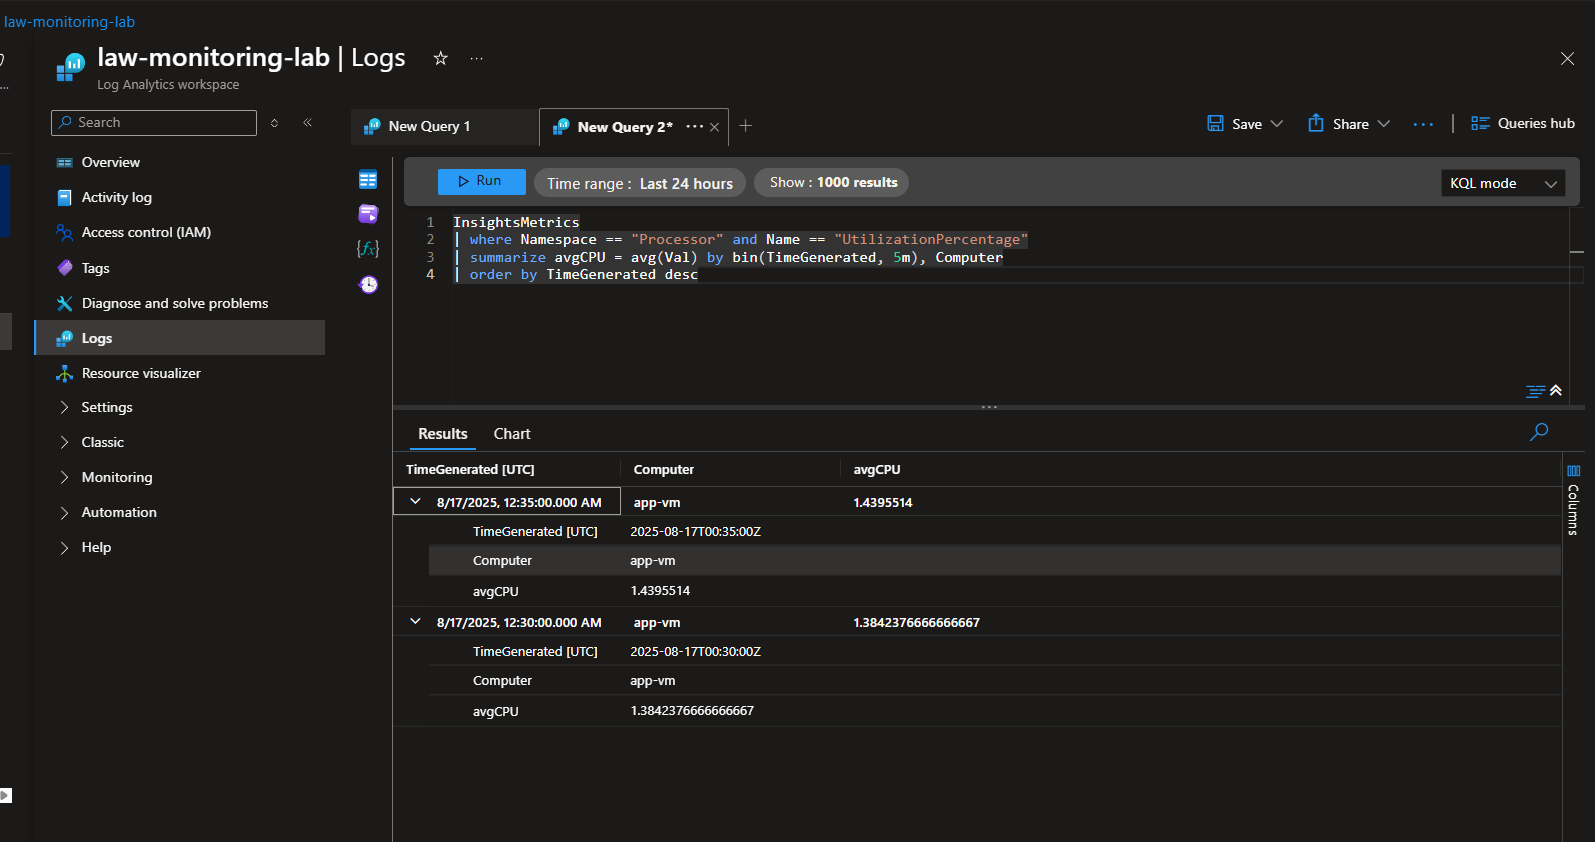 law-monitoring-lab
law-monitoring-lab | Logs
Log Analytics workspace
Search
Overview
Activity log
Access control (IAM)
Tags
Diagnose and solve problems
Logs
Resource visualizer
Settings
Classic
Monitoring
Automation
Help
New Query 1
New Query 2*
Save
Share
Queries hub
Run
Time range : Last 24 hours
Show : 1000 results
KQL mode
1 InsightsMetrics
2 | where Namespace == "Processor" and Name == "UtilizationPercentage"
3 | summarize avgCPU = avg(Val) by bin(TimeGenerated, 5m), Computer
4 | order by TimeGenerated desc
Results Chart
TimeGenerated [UTC] Computer avgCPU
8/17/2025, 12:35:00.000 AM app-vm 1.4395514
TimeGenerated [UTC] 2025-08-17T00:35:00Z
Computer app-vm
avgCPU 1.4395514
8/17/2025, 12:30:00.000 AM app-vm 1.3842376666666667
TimeGenerated [UTC] 2025-08-17T00:30:00Z
Computer app-vm
avgCPU 1.3842376666666667
Columns